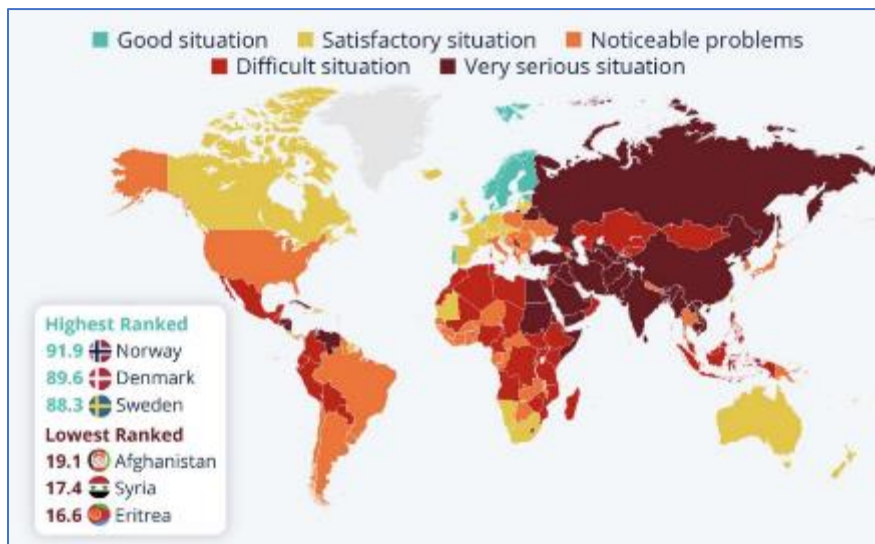 Good situation Satisfactory situation Noticeable problems
Difficult situation Very serious situation
Highest Ranked
91.9 Norway
89.6 Denmark
88.3 Sweden
Lowest Ranked
19.1 Afghanistan
17.4 Syria
16.6 Eritrea